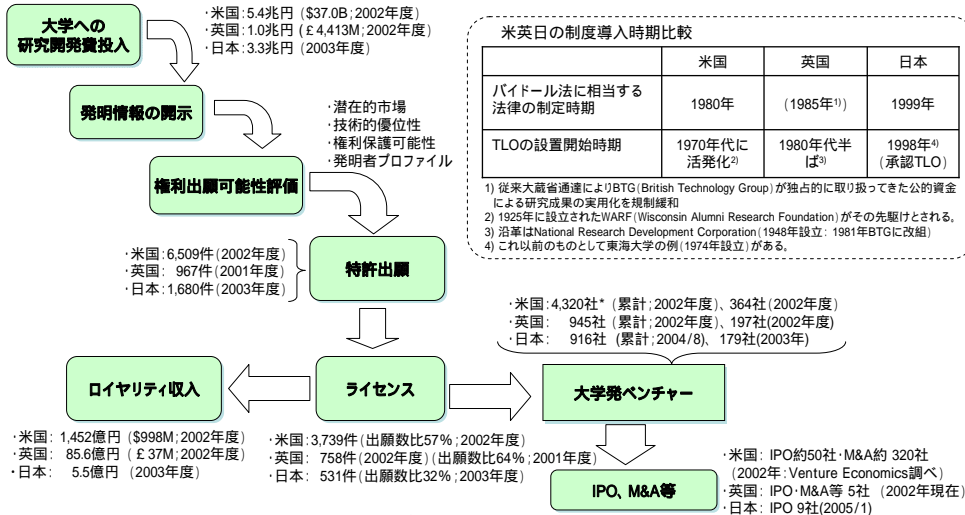 大学への
研究開発費投入
・米国:5.4兆円 ($37.0B;2002年度)
・英国:1.0兆円 (£4,413M;2002年度)
・日本:3.3兆円 (2003年度)
発明情報の開示
・潜在的市場
・技術的優位性
・権利保護可能性
・発明者プロファイル
権利出願可能性評価
・米国:6,509件(2002年度)
・英国: 967件(2001年度)
・日本:1,680件(2003年度)
特許出願
米英日の制度導入時期比較
米国 英国 日本
バイドール法に相当する
法律の制定時期
1980年 (1985年1)) 1999年
TLOの設置開始時期
1970年代に
活発化2)
1980年代半
ば3)
1998年4)
(承認TLO)
1) 従来大蔵省通達によりBTG(British Technology Group)が独占的に取り扱ってきた公的資金
による研究成果の実用化を規制緩和
2) 1925年に設立されたWARF(Wisconsin Alumni Research Foundation)がその先駆けとされる。
3) 沿革はNational Research Development Corporation(1948年設立:1981年BTGに改組)
4) これ以前のものとして東海大学の例(1974年設立)がある。
・米国:4,320社* (累計;2002年度)、364社(2002年度)
・英国: 945社 (累計;2002年度)、197社(2002年度)
・日本: 916社 (累計;2004/8)、179社(2003年)
ロイヤリティ収入
ライセンス
大学発ベンチャー
・米国: 1,452億円 ($998M;2002年度)
・英国: 85.6億円 (£37M;2002年度)
・日本: 5.5億円 (2003年度)
・米国:3,739件(出願数比57%;2002年度)
・英国: 758件(2002年度)(出願数比64%;2001年度)
・日本: 531件(出願数比32%;2003年度)
IPO、M&A等
・米国: IPO約50社・M&A約 320社
(2002年:Venture Economics調べ)
・英国: IPO・M&A等 5社 (2002年現在)
・日本: IPO 9社(2005/1)